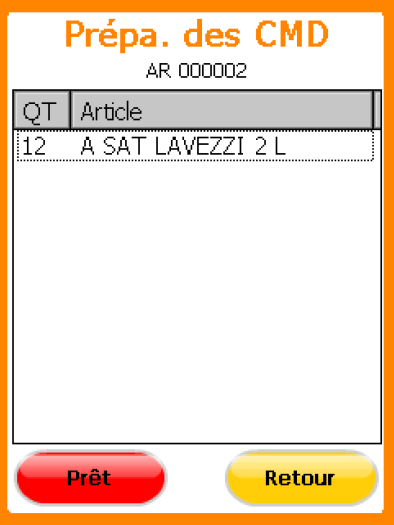 Prépa. des CMD
AR 000002
QT Article
12 A SAT LAVEZZI 2 L
Prêt Retour